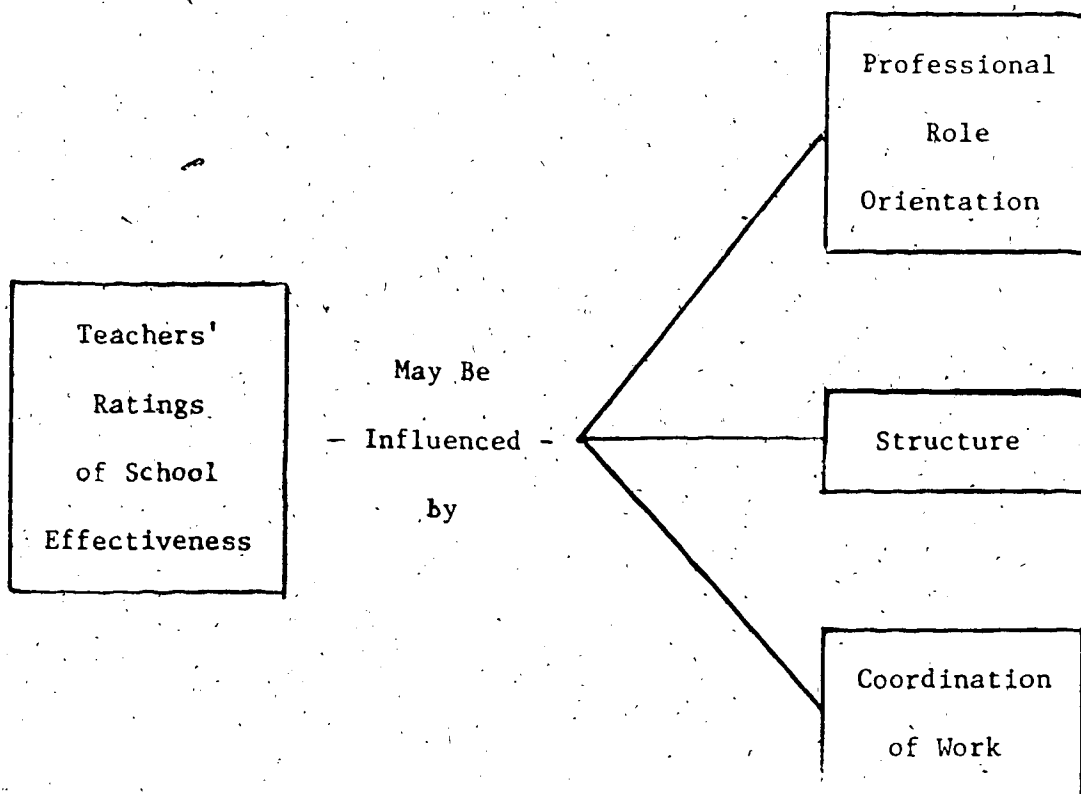 Teachers'
Ratings
of School
Effectiveness
May Be
- Influenced -
by
Professional
Role
Orientation
Structure
Coordination
of Work